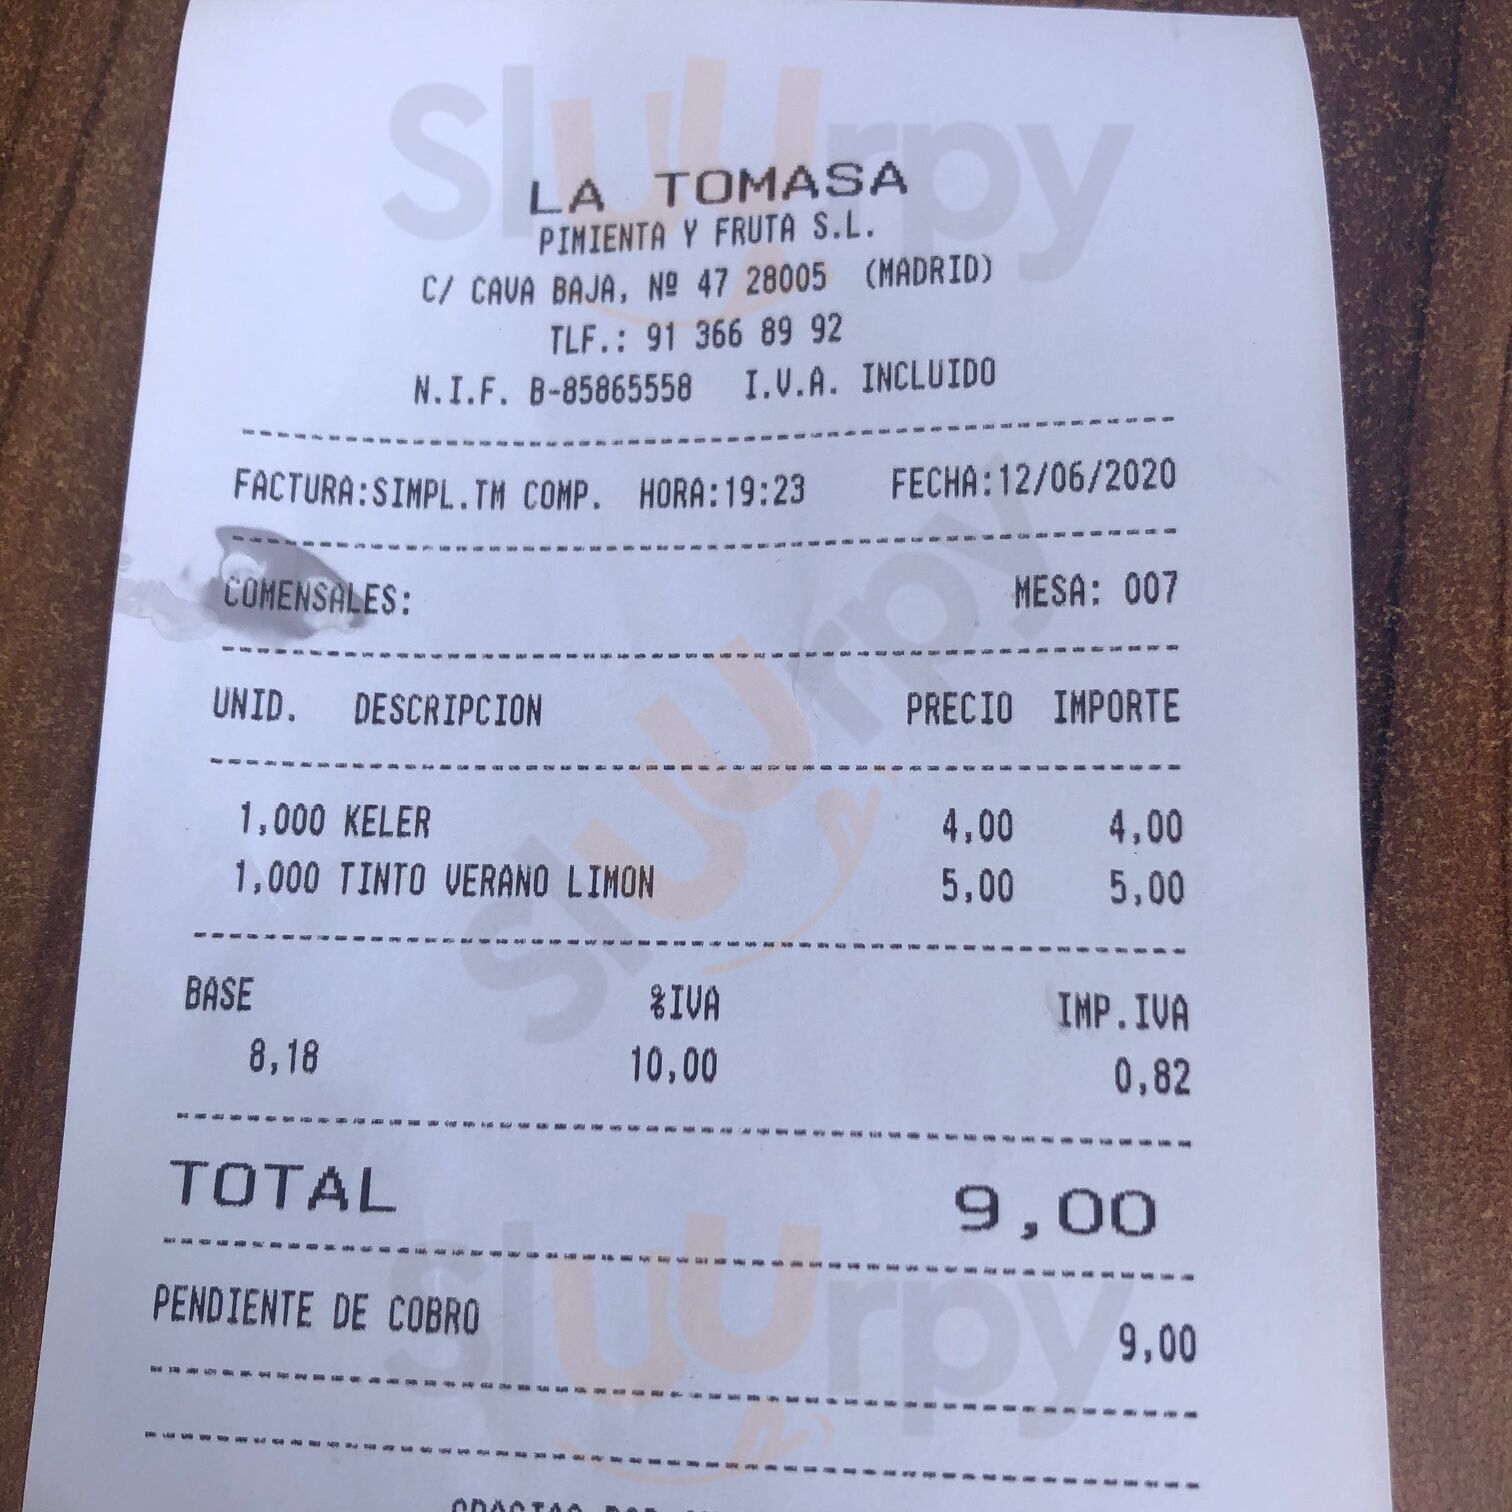 LA TOMASA
PIMIENTA Y FRUTA S.L.
C/ CAVA BAJA, Nº 47 28005 (MADRID)
TLF.: 91 366 89 92
N.I.F. B-85865558 I.V.A. INCLUIDO
FACTURA:SIMPL.TM COMP. HORA:19:23 FECHA:12/06/2020
COMENSALES: MESA: 007
UNID. DESCRIPCION PRECIO IMPORTE
1,000 KELER 4,00 4,00
1,000 TINTO VERANO LIMON 5,00 5,00
BASE %IVA IMP.IVA
8,18 10,00 0,82
TOTAL 9,00
PENDIENTE DE COBRO 9,00
Sluurpy
Sluurpy
Sluurpy